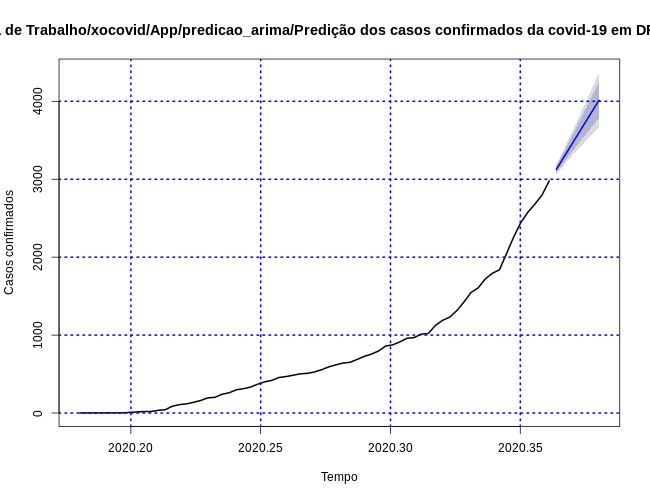 de Trabalho/xocovid/App/predicao_arima/Predição dos casos confirmados da covid-19 em DF
4000
3000
2000
1000
0
Casos confirmados
2020.20 2020.25 2020.30 2020.35
Tempo